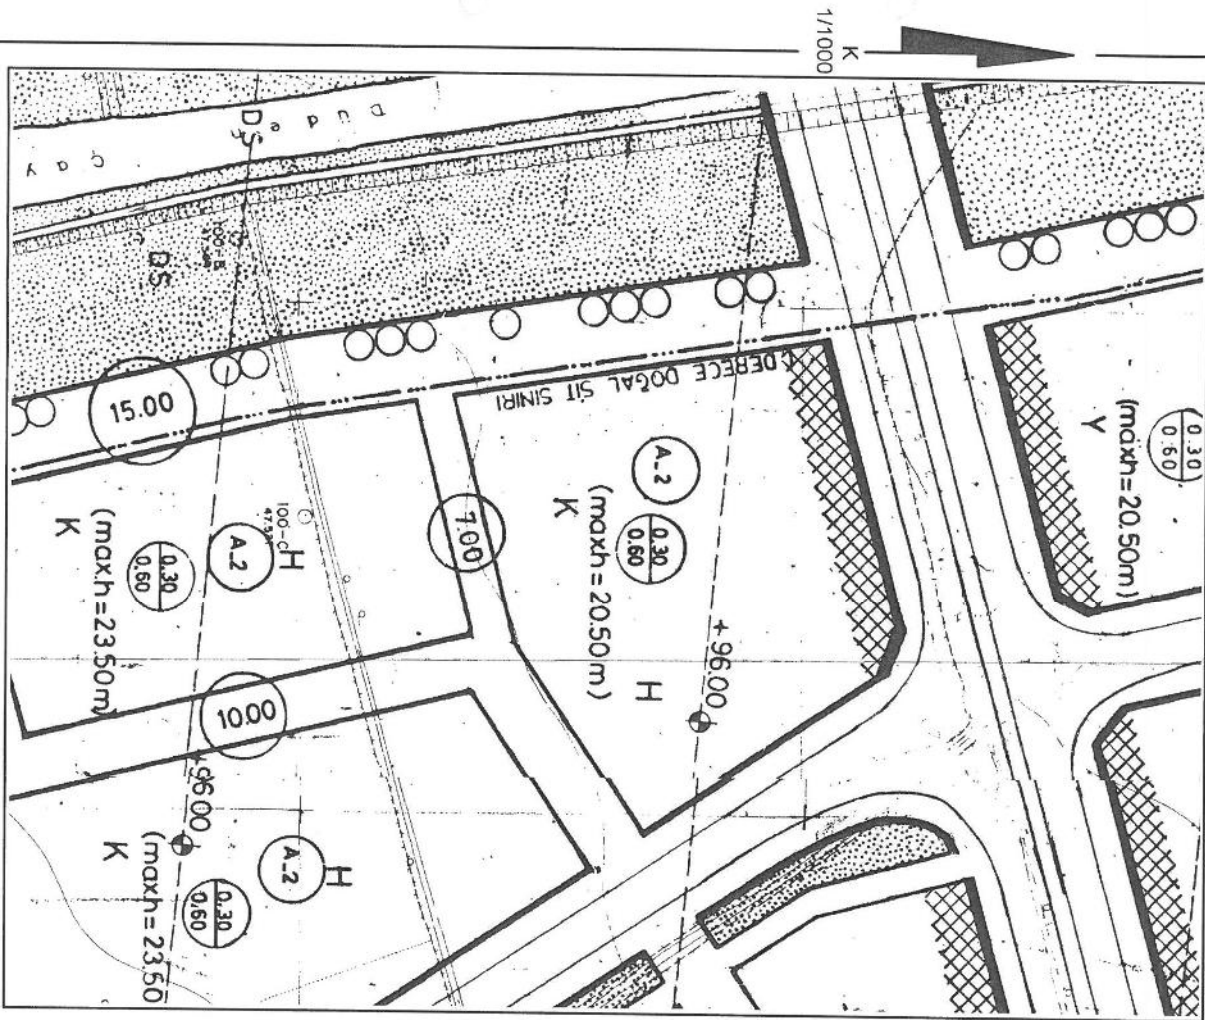 K
1/1000
Düde
Çay
DS
DS
15.00
7.00
10.00
I. DERECE DOĞAL SİT SINIRI
0.30
0.60
(maxh=20.50m)
Y
A-2
0.30
0.60
(maxh=20.50m)
K
H
+96.00
100-C
H
A.2
0.30
0.60
(max.h=23.50m)
K
+96.00
H
A-2
0.30
0.60
(maxh=23.50
K